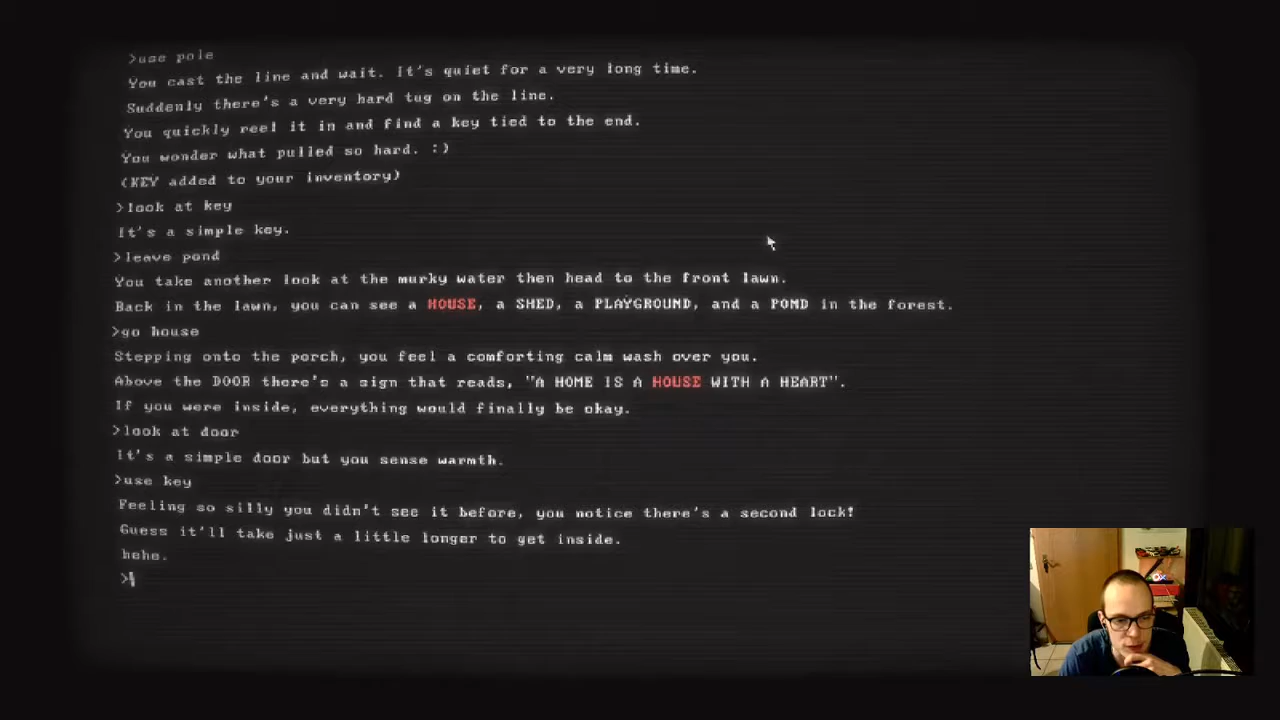 >use pole
You cast the line and wait. It's quiet for a very long time.
Suddenly there's a very hard tug on the line.
You quickly reel it in and find a key tied to the end.
You wonder what pulled so hard. :)
(KEY added to your inventory)
>look at key
It's a simple key.
>leave pond
You take another look at the murky water then head to the front lawn.
Back in the lawn, you can see a HOUSE, a SHED, a PLAYGROUND, and a POND in the forest.
>go house
Stepping onto the porch, you feel a comforting calm wash over you.
Above the DOOR there's a sign that reads, "A HOME IS A HOUSE WITH A HEART".
If you were inside, everything would finally be okay.
>look at door
It's a simple door but you sense warmth.
>use key
Feeling so silly you didn't see it before, you notice there's a second lock!
Guess it'll take just a little longer to get inside.
hehe.
>